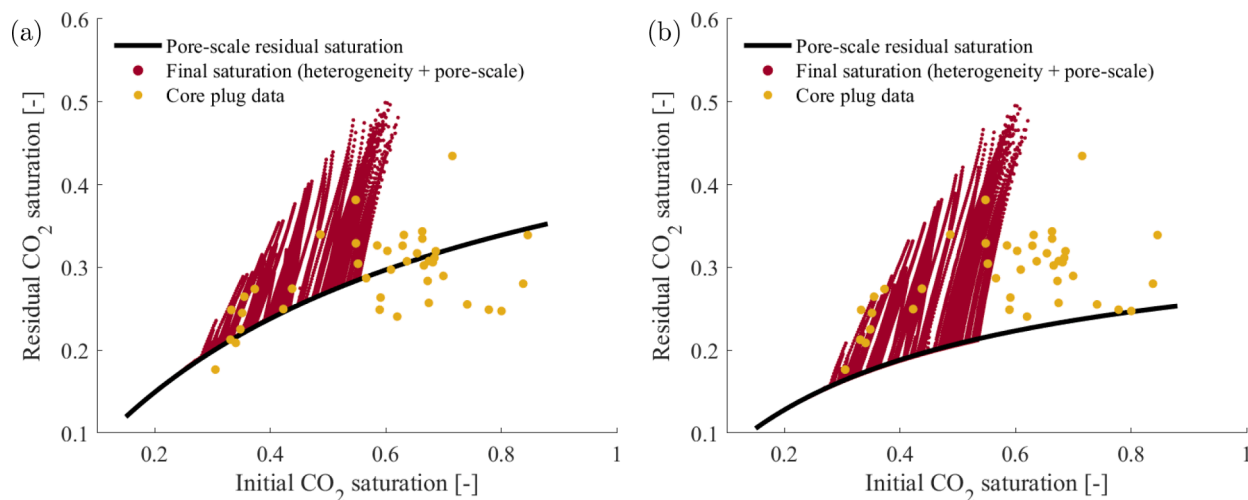 (a)
0.6
0.5
0.4
0.3
0.2
0.1
Residual CO2 saturation [-]
Pore-scale residual saturation
Final saturation (heterogeneity + pore-scale)
Core plug data
0.2 0.4 0.6 0.8 1
Initial CO2 saturation [-]
(b)
0.6
0.5
0.4
0.3
0.2
0.1
Residual CO2 saturation [-]
Pore-scale residual saturation
Final saturation (heterogeneity + pore-scale)
Core plug data
0.2 0.4 0.6 0.8 1
Initial CO2 saturation [-]